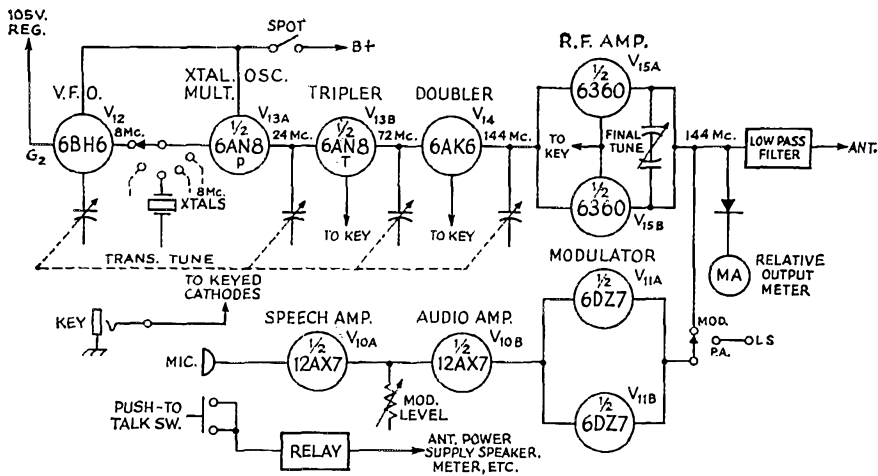 105V.
REG.
SPOT
B+
XTAL. OSC.
MULT.
R.F. AMP.
V.F.O.
V12
V13A
TRIPLER
V13B
DOUBLER
V14
½
6360
V15A
6BH6
8Mc.
G2
½
6AN8
P
24Mc.
½
6AN8
T
72Mc.
6AK6
144Mc.
TO
KEY
FINAL
TUNE
144 Mc.
LOW PASS
FILTER
ANT.
8Mc.
XTALS
TO KEY
TO KEY
½
6360
V15B
TRANS. TUNE
MA
RELATIVE
OUTPUT
METER
TO KEYED
CATHODES
MODULATOR
V11A
½
6DZ7
KEY
SPEECH AMP.
V10A
AUDIO AMP.
V10B
MOD.
P.A.
LS
MIC.
½
12AX7
½
12AX7
MOD.
LEVEL
½
6DZ7
V11B
PUSH-TO
TALK SW.
RELAY
ANT. POWER
SUPPLY SPEAKER,
METER, ETC.